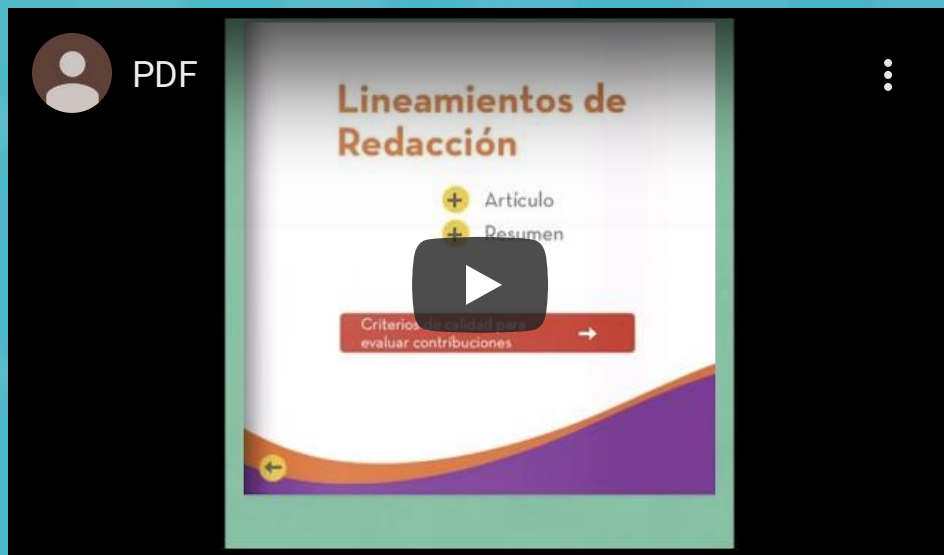 PDF
Lineamientos de
Redacción
Artículo
Resumen
Criterios de calidad para
evaluar contribuciones